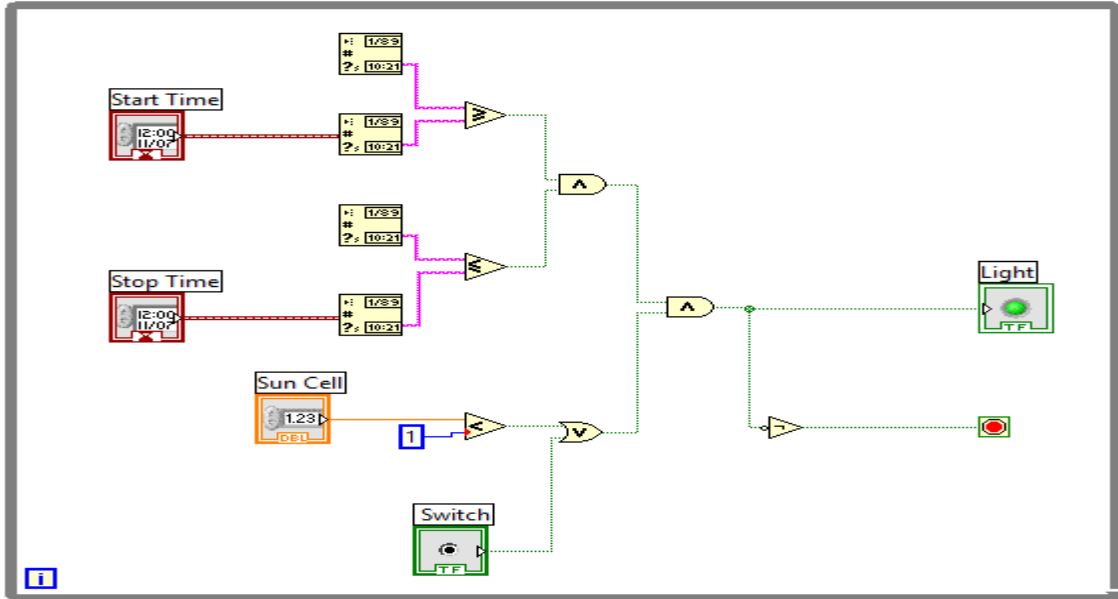 1/89
#
?: 10:21
Start Time
12:00
11/07
1/89
#
?: 10:21
≥
∧
1/89
#
?: 10:21
≤
Stop Time
12:00
11/07
1/89
#
?: 10:21
∧
Light
TF
Sun Cell
1.23
DBL
1
<
∨
¬
Switch
TF
i